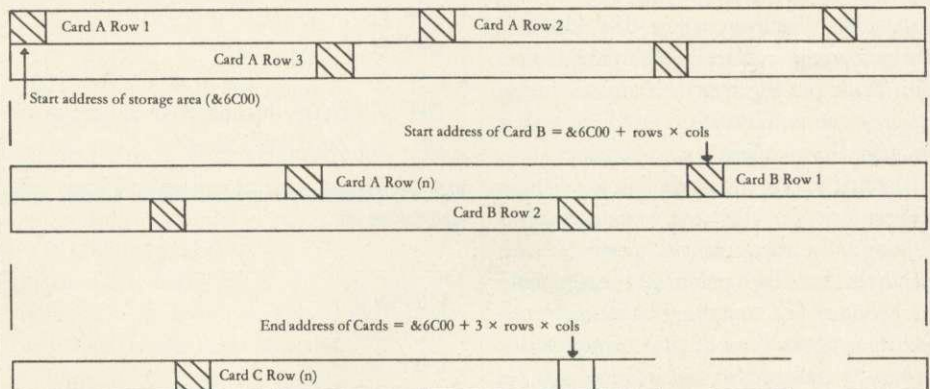 Card A Row 1
Card A Row 2
Card A Row 3
Start address of storage area (&6C00)
Start address of Card B = &6C00 + rows × cols
Card A Row (n)
Card B Row 1
Card B Row 2
End address of Cards = &6C00 + 3 × rows × cols
Card C Row (n)